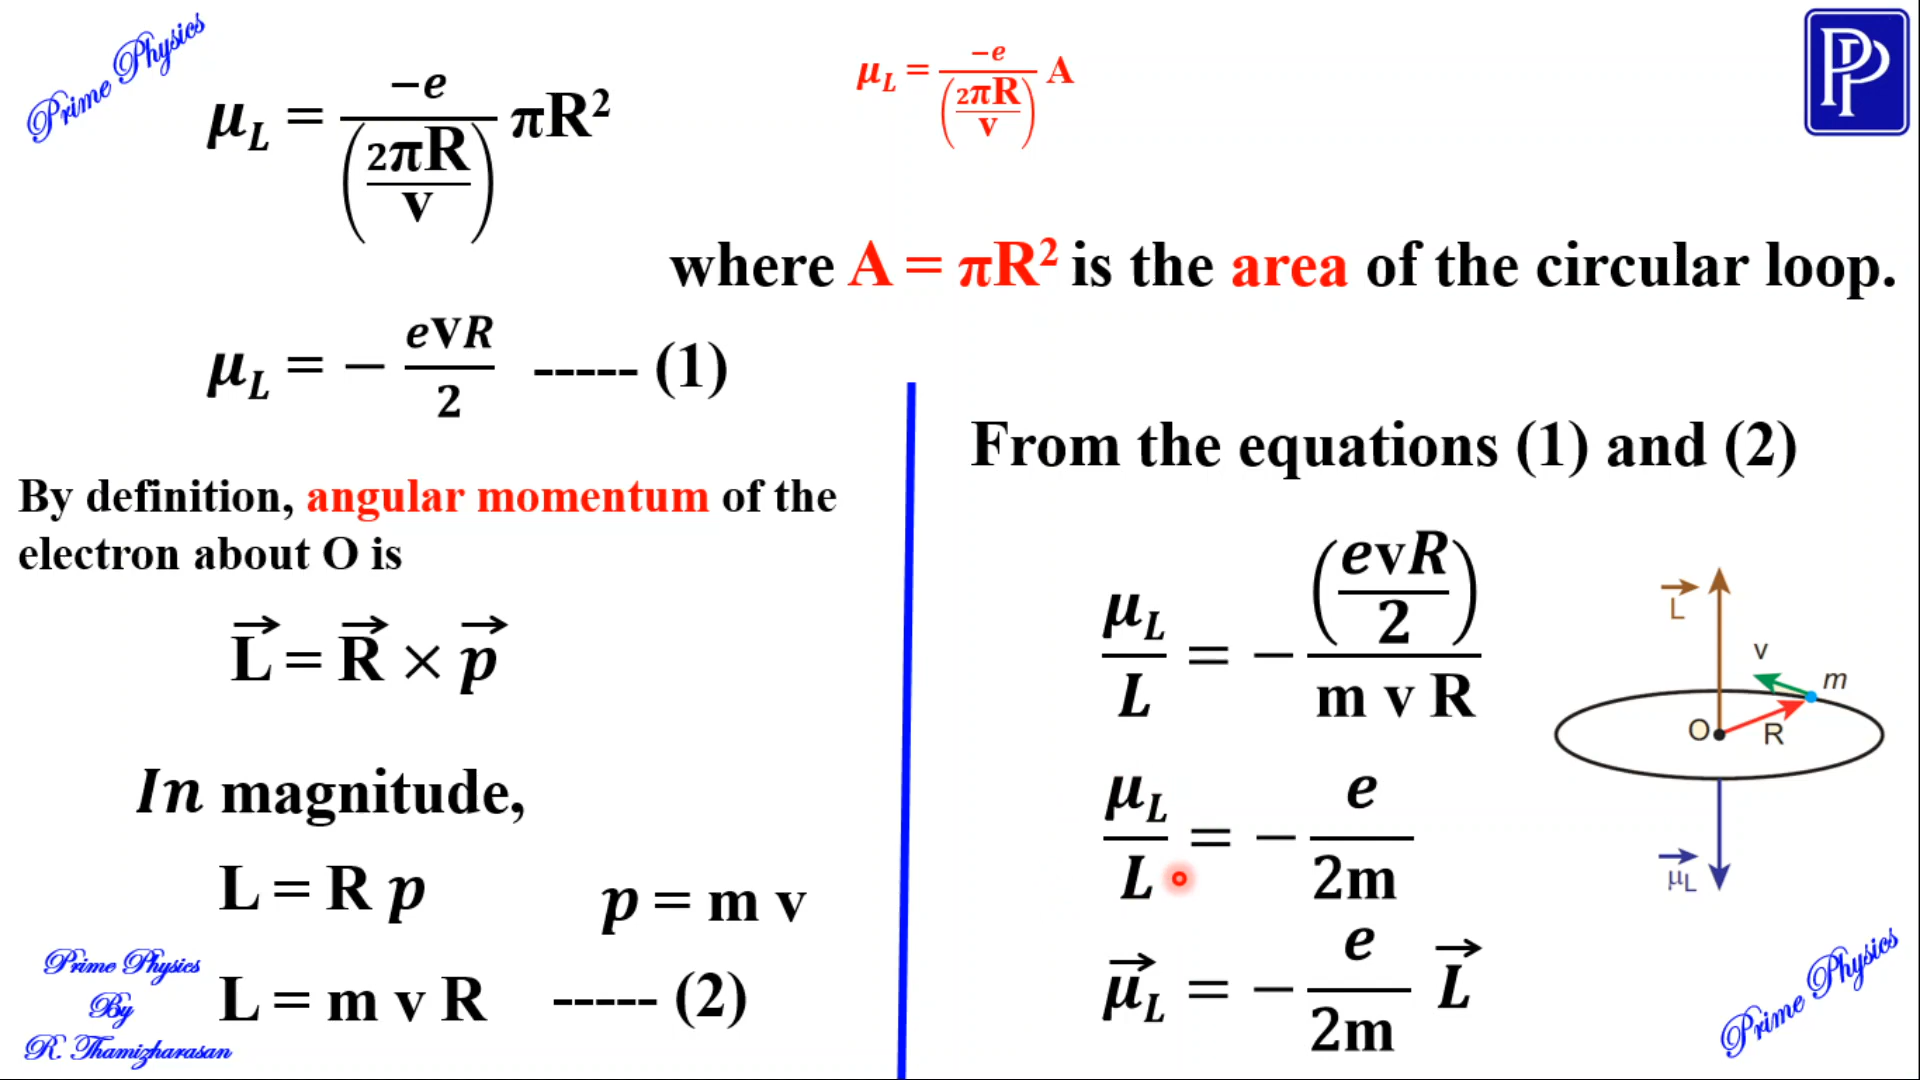 Prime Physics
μ_L = −e / (2πR / v) πR²
μ_L = −e / (2πR / v) A
PP
where A = πR² is the area of the circular loop.
μ_L = − evR / 2 ----- (1)
By definition, angular momentum of the
electron about O is
L⃗ = R⃗ × p⃗
In magnitude,
L = R p
p = m v
L = m v R ----- (2)
Prime Physics
By
R. Thamizharasan
From the equations (1) and (2)
μ_L / L = − (evR / 2) / m v R
μ_L / L = − e / 2m
μ⃗_L = − e / 2m L⃗
L⃗
v
m
O
R
μ⃗_L
Prime Physics